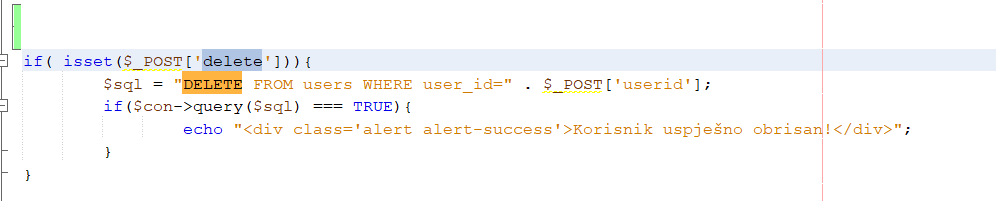 if( isset($_POST['delete'])){
$sql = "DELETE FROM users WHERE user_id=" . $_POST['userid'];
if($con->query($sql) === TRUE){
echo "<div class='alert alert-success'>Korisnik uspješno obrisan!</div>";
}
}